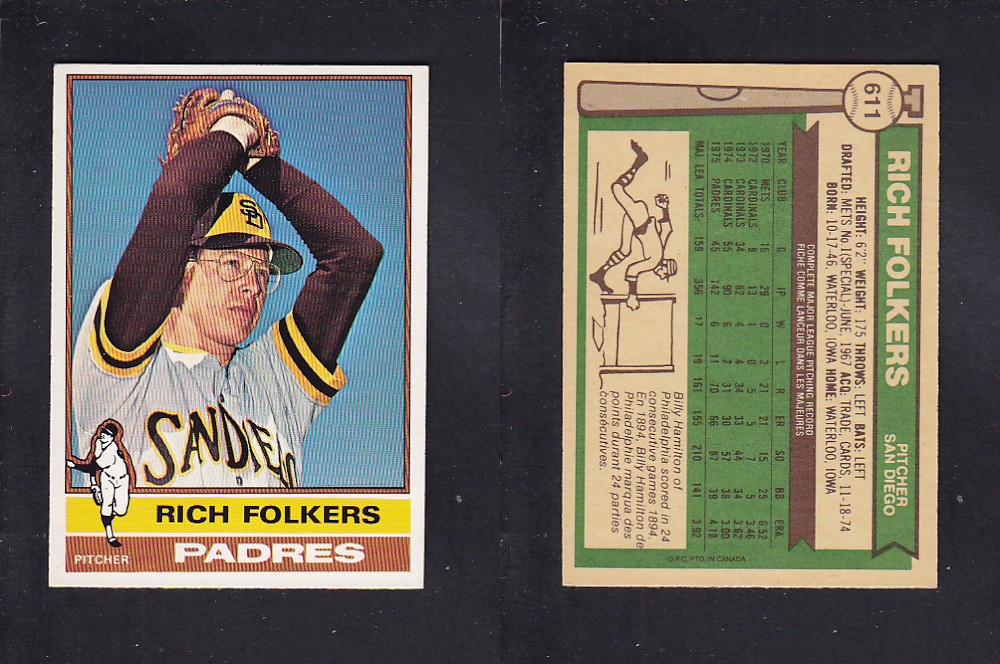 SD
SAN DIEGO
RICH FOLKERS
PITCHER
PADRES
611
RICH FOLKERS
PITCHER
SAN DIEGO
HEIGHT: 6'2" WEIGHT: 175 THROWS: LEFT BATS: LEFT
DRAFTED: METS No.1(SPECIAL)-JUNE, 1967 ACQ: TRADE, CARDS, 11-18-74
BORN: 10-17-46, WATERLOO, IOWA HOME: WATERLOO, IOWA
COMPLETE MAJOR LEAGUE PITCHING RECORD
FICHE COMME LANCEUR DANS LES MAJEURES
YEAR CLUB G IP W L R ER SO BB ERA
1970 METS 16 29 0 2 21 21 15 25 6.52
1972 CARDINALS 9 13 1 0 5 5 7 5 3.46
1973 CARDINALS 34 82 4 4 34 33 44 34 3.62
1974 CARDINALS 55 90 6 2 31 30 57 38 3.00
1975 PADRES 45 142 6 11 70 66 87 39 4.18
MAJ. LEA. TOTALS: 159 356 17 19 161 155 210 141 3.92
Billy Hamilton of
Philadelphia scored in 24
consecutive games 1894.
En 1894, Billy Hamilton de
Philadelphie marqua des
points durant 24 parties
consécutives.
O.P.C. PTD. IN CANADA